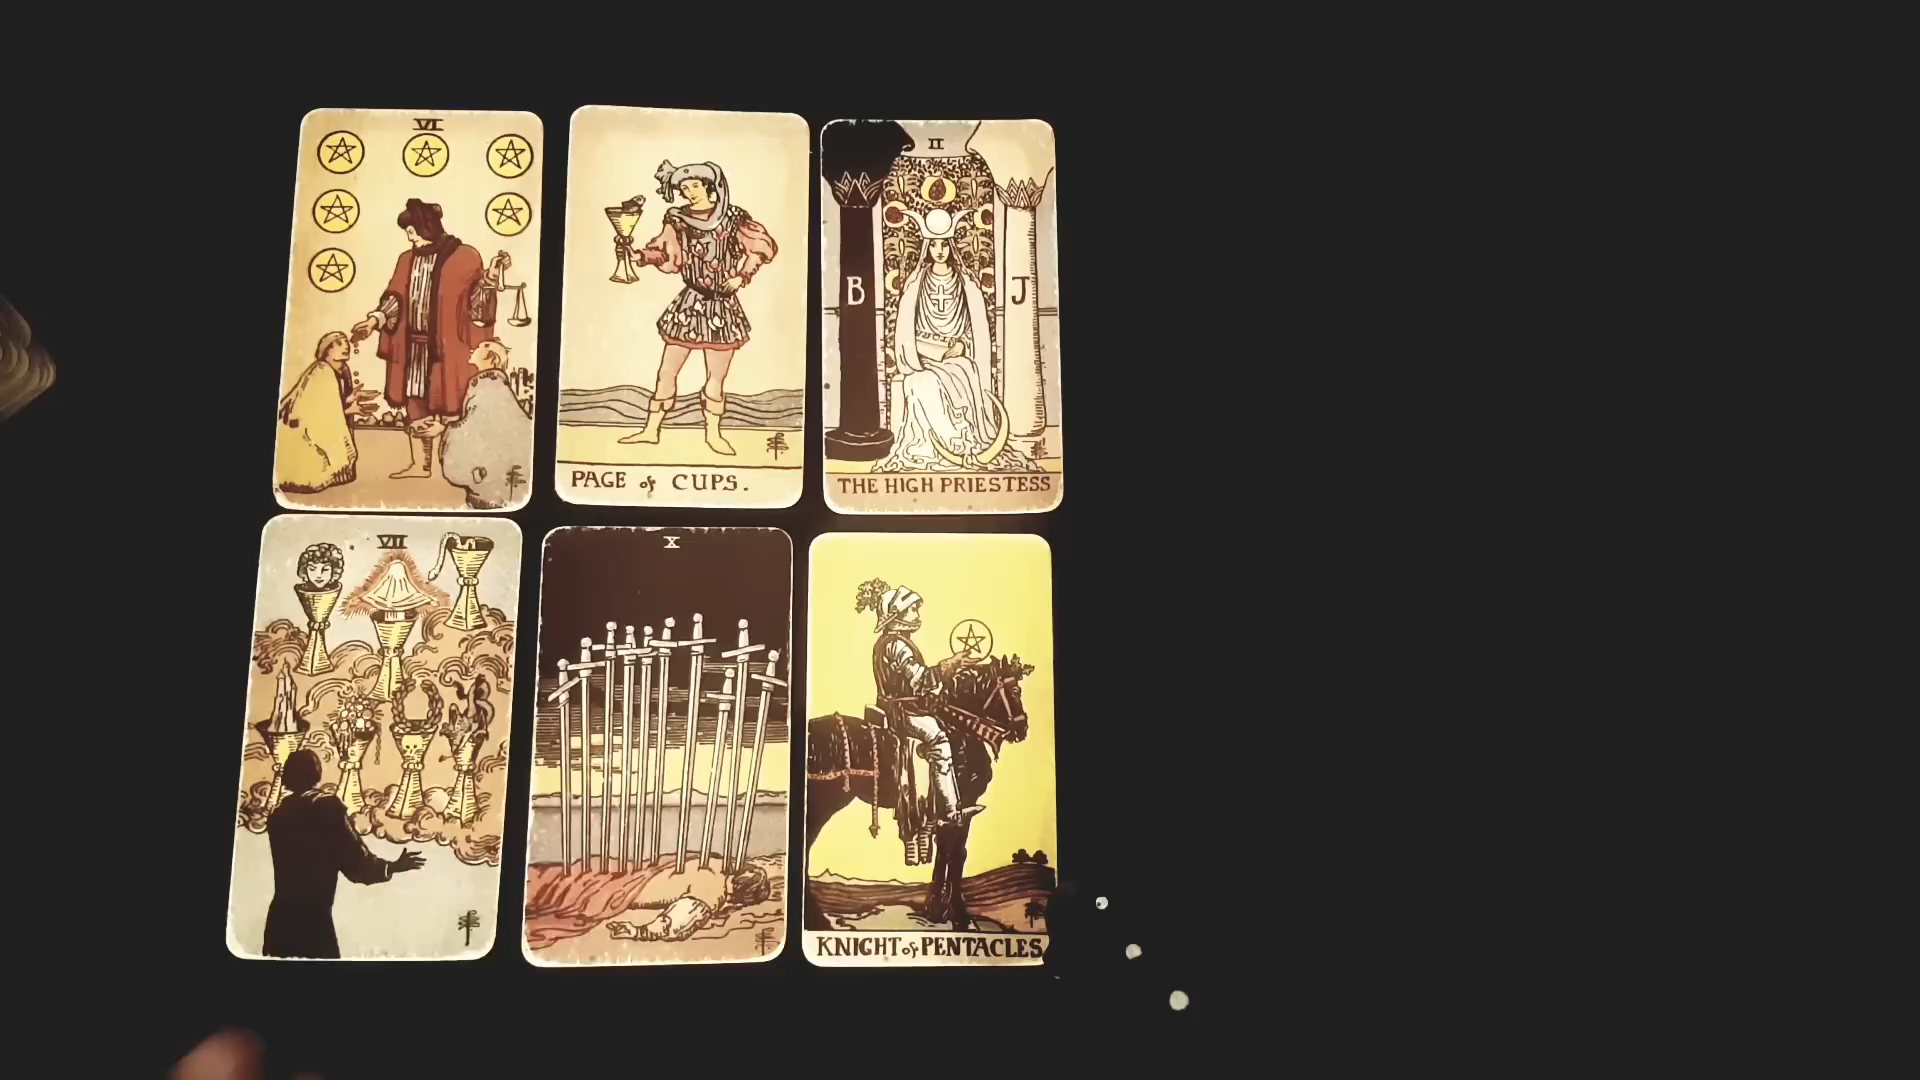 VI
PAGE of CUPS.
II
B J
THE HIGH PRIESTESS
VII
X
KNIGHT of PENTACLES